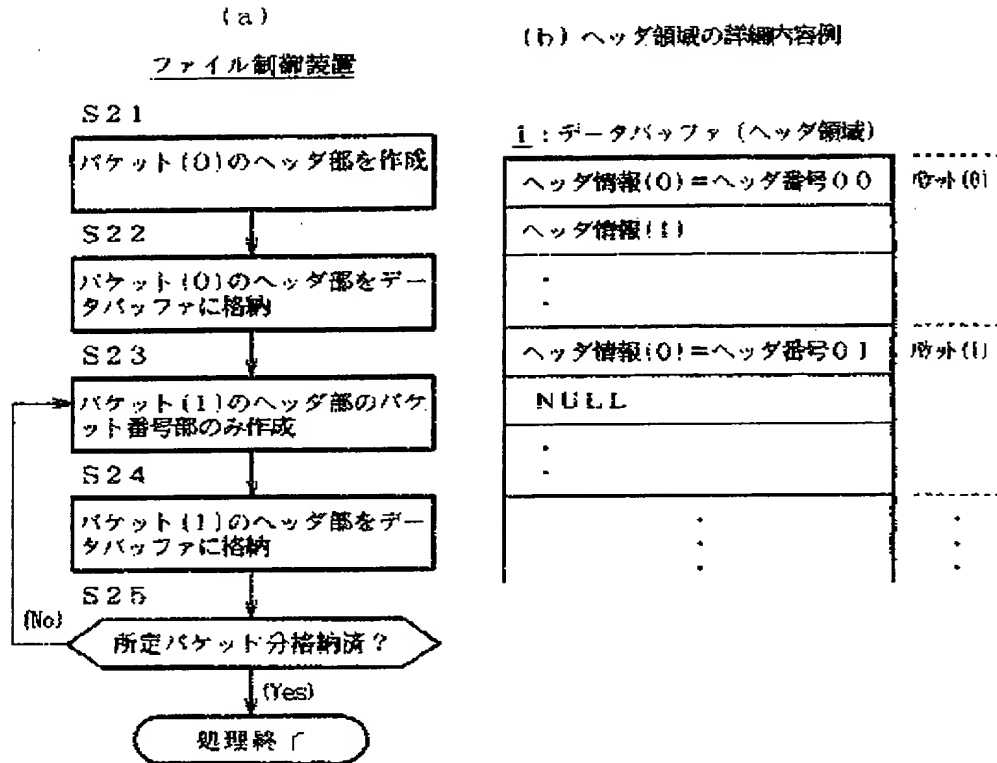 (a)
ファイル制御装置
S21
パケット(0)のヘッダ部を作成
S22
パケット(0)のヘッダ部をデー
タバッファに格納
S23
パケット(1)のヘッダ部のパケ
ット番号部のみ作成
S24
パケット(1)のヘッダ部をデー
タバッファに格納
S25
(No)
所定パケット分格納済?
(Yes)
処理終了
(b) ヘッダ領域の詳細内容例
1:データバッファ(ヘッダ領域)
ヘッダ情報(0)=ヘッダ番号00
パケット(0)
ヘッダ情報(1)
ヘッダ情報(0)=ヘッダ番号01
パケット(1)
NULL